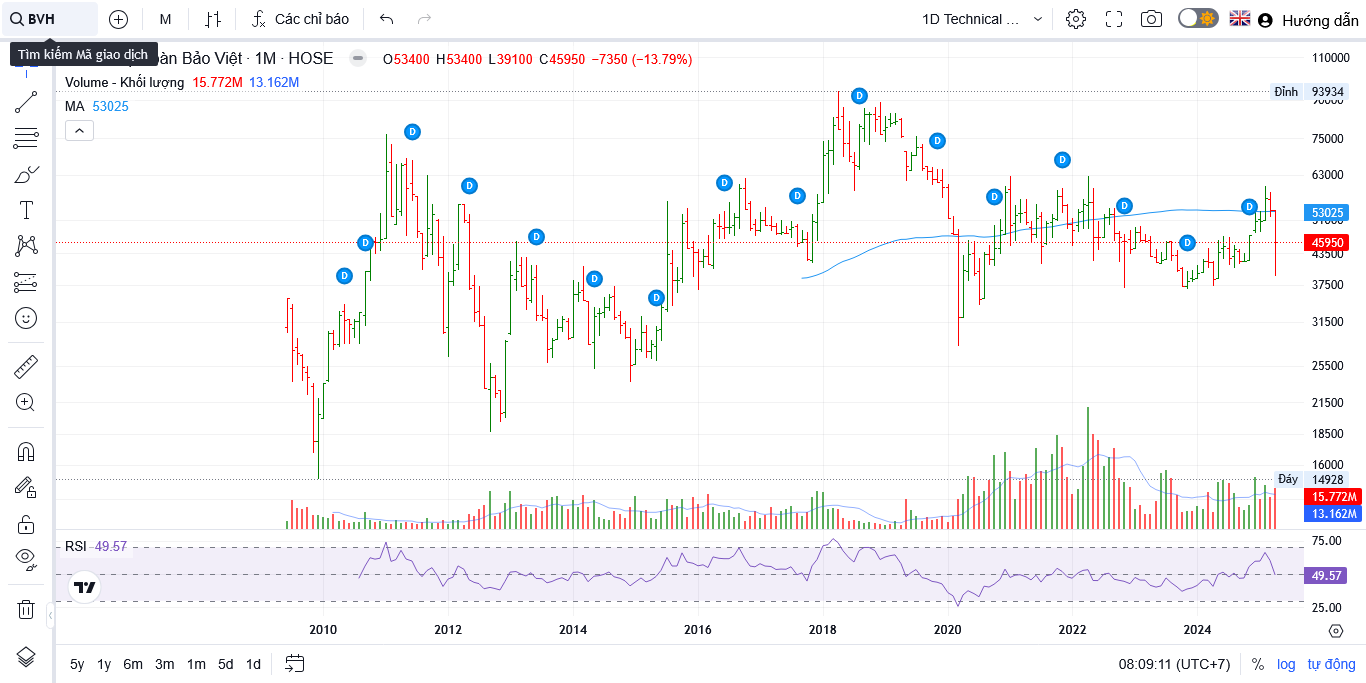 BVH M Các chỉ báo 1D Technical ... Hướng dẫn
Tìm kiếm Mã giao dịch
oàn Bảo Việt · 1M · HOSE O53400 H53400 L39100 C45950 −7350 (−13.79%)
Volume - Khối lượng 15.772M 13.162M
MA 53025
110000
Đỉnh 93934
90000
D
D
75000
D
D
63000
D
D
D
D
D
D
53025
51000
D
D
D
45950
43500
D
D
37500
D
31500
25500
21500
18500
16000
Đáy 14928
15.772M
13.162M
RSI 49.57
75.00
49.57
25.00
2010 2012 2014 2016 2018 2020 2022 2024
5y 1y 6m 3m 1m 5d 1d 08:09:11 (UTC+7) % log tự động